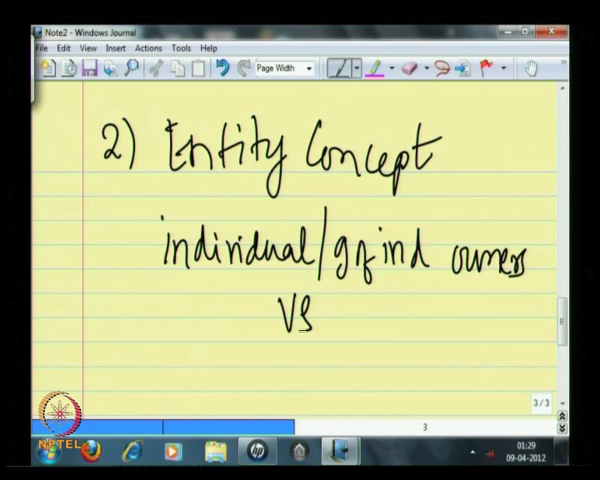 Note2 - Windows Journal
File Edit View Insert Actions Tools Help
Page Width
2) Entity Concept
individual/g of ind owners
VS
3/3
3
NPTEL
01:29
09-04-2012